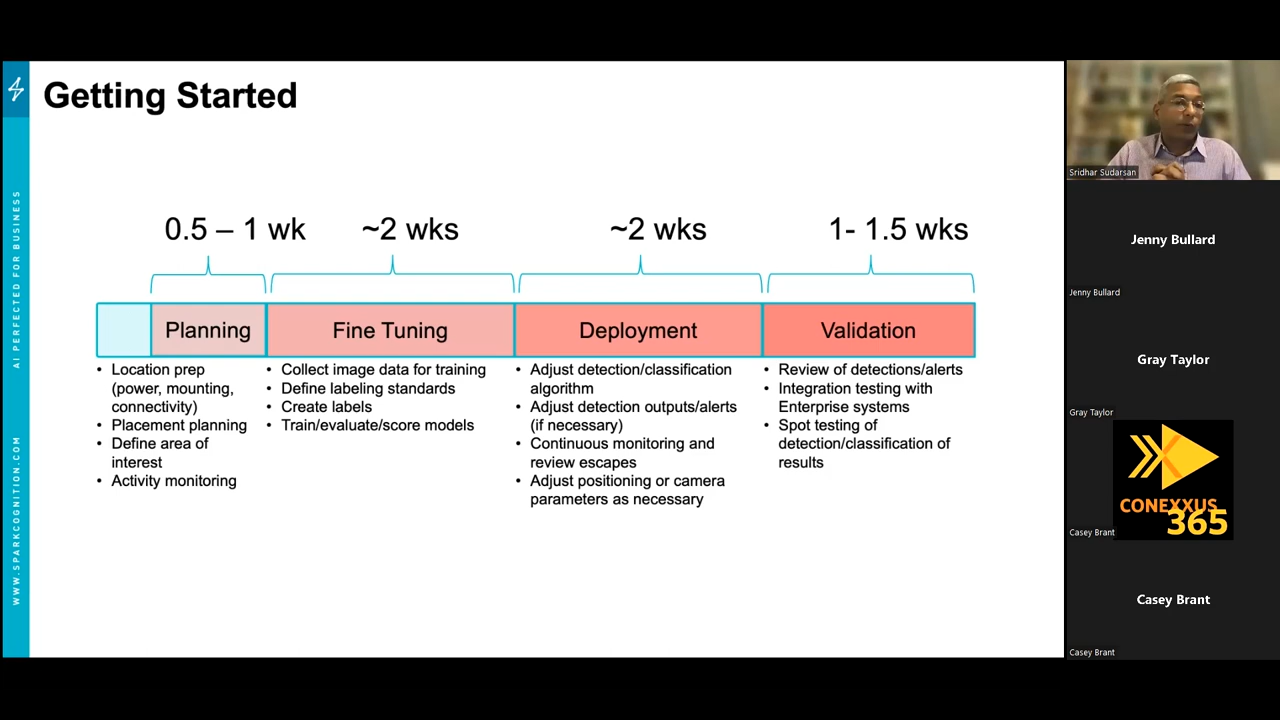 Getting Started
0.5 – 1 wk
~2 wks
~2 wks
1- 1.5 wks
Planning
Fine Tuning
Deployment
Validation
• Location prep
(power, mounting,
connectivity)
• Placement planning
• Define area of
interest
• Activity monitoring
• Collect image data for training
• Define labeling standards
• Create labels
• Train/evaluate/score models
• Adjust detection/classification
algorithm
• Adjust detection outputs/alerts
(if necessary)
• Continuous monitoring and
review escapes
• Adjust positioning or camera
parameters as necessary
• Review of detections/alerts
• Integration testing with
Enterprise systems
• Spot testing of
detection/classification of
results
AI PERFECTED FOR BUSINESS
WWW.SPARKCOGNITION.COM
Sridhar Sudarsan
Jenny Bullard
Jenny Bullard
Gray Taylor
Gray Taylor
CONEXXUS
365
Casey Brant
Casey Brant
Casey Brant